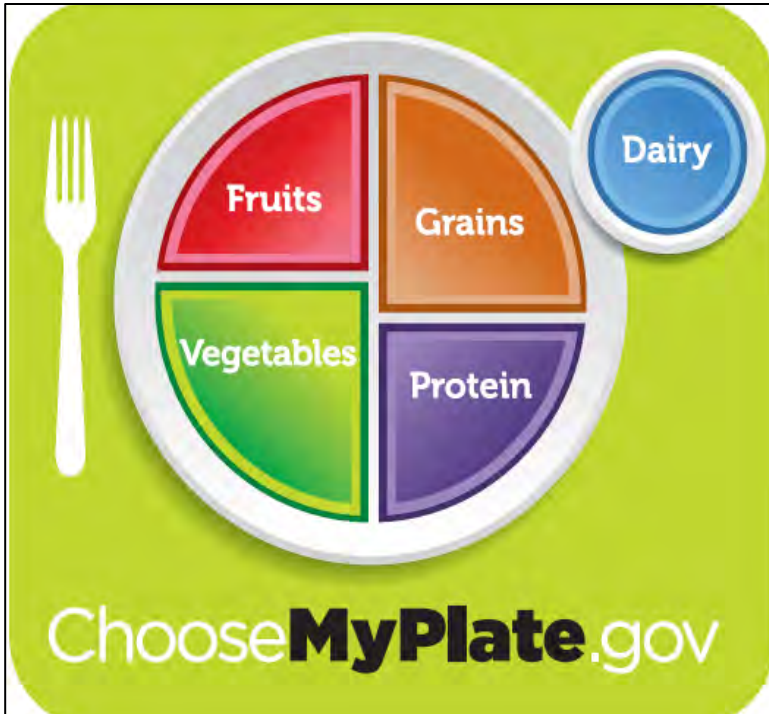 Fruits
Grains
Dairy
Vegetables
Protein
ChooseMyPlate.gov